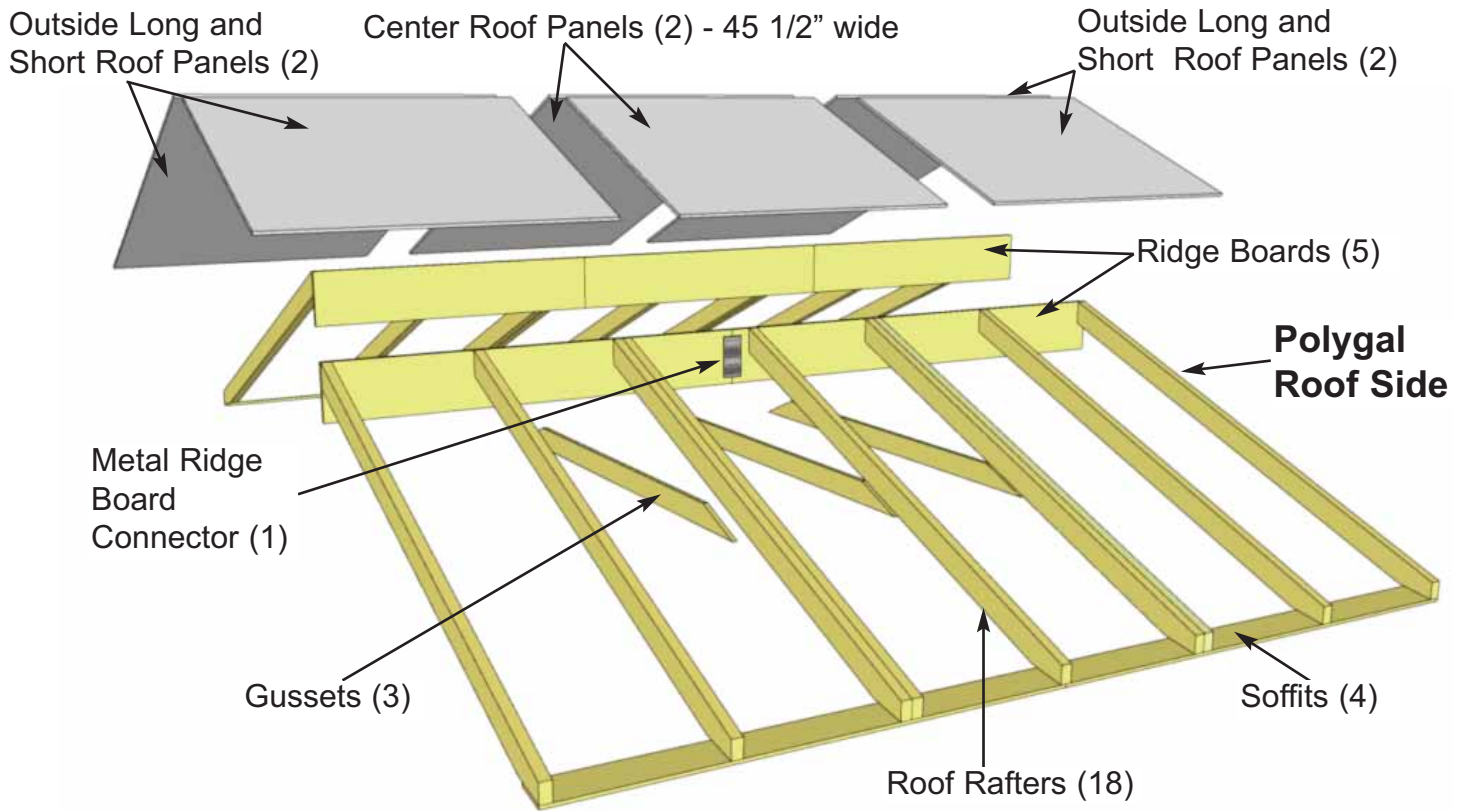 Outside Long and
Short Roof Panels (2)
Center Roof Panels (2) - 45 1/2” wide
Outside Long and
Short Roof Panels (2)
Ridge Boards (5)
Polygal
Roof Side
Metal Ridge
Board
Connector (1)
Gussets (3)
Soffits (4)
Roof Rafters (18)